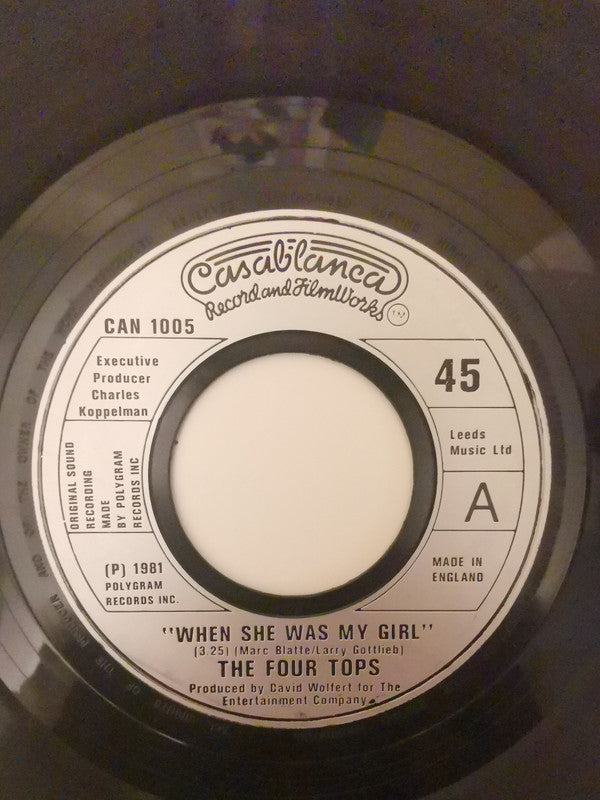 Casablanca
Record and FilmWorks
TM
CAN 1005
Executive
Producer
Charles
Koppelman
45
Leeds
Music Ltd
ORIGINAL SOUND
RECORDING
MADE
BY POLYGRAM
RECORDS INC
A
(P) 1981
POLYGRAM
RECORDS INC.
MADE IN
ENGLAND
"WHEN SHE WAS MY GIRL"
(3.25) (Marc Blatte/Larry Gottlieb)
THE FOUR TOPS
Produced by David Wolfert for The
Entertainment Company